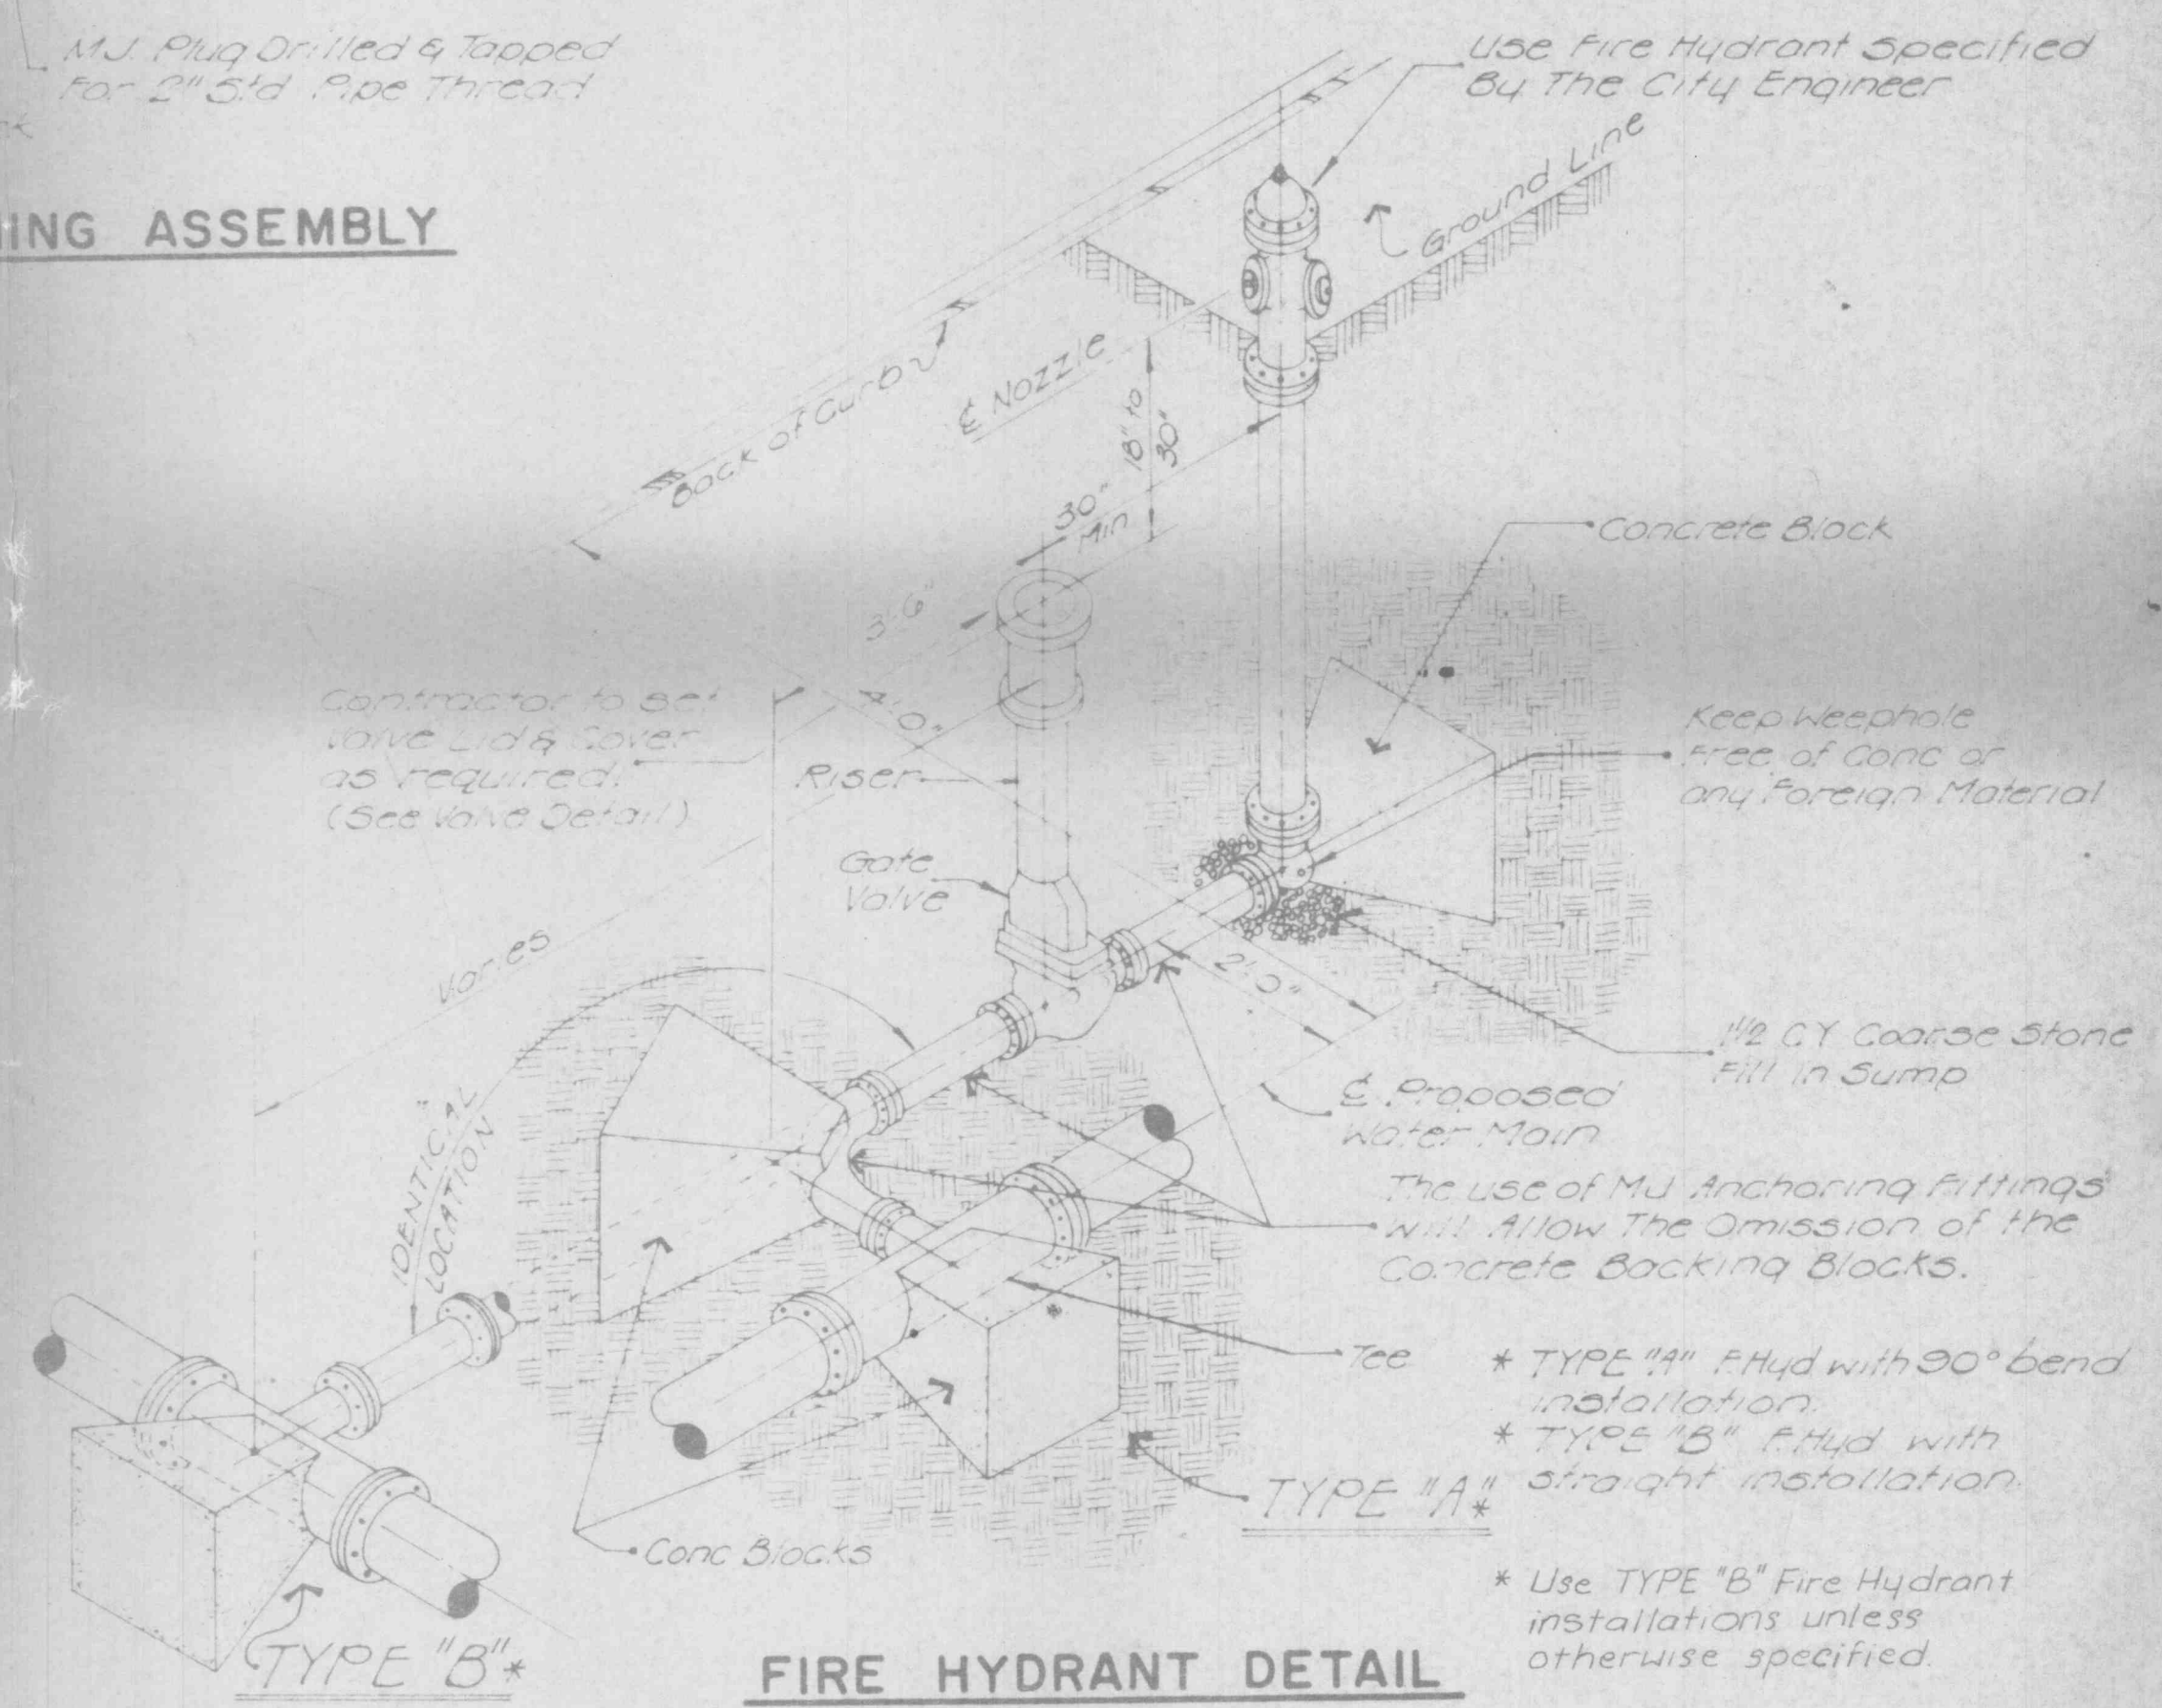 M.J. Plug Drilled & Tapped
For 2" Std Pipe Thread
ING ASSEMBLY
Use Fire Hydrant Specified
By The City Engineer
Ground Line
Back of Curb
℄ Nozzle
18" to
30"
30"
Min
3'-6"
4'-0"
Concrete Block
Contractor to set
Valve Lid & Cover
as required.
(See Valve Detail)
Riser
Keep Weephole
Free of Conc or
any Foreign Material
Gate
Valve
Varies
2'-0"
1 1/2 CY Coarse Stone
Fill in Sump
℄ Proposed
Water Main
IDENTICAL
LOCATION
The use of MJ Anchoring Fittings
Will Allow The Omission of the
Concrete Backing Blocks.
Tee
* TYPE "A" F.Hyd with 90° bend
installation.
* TYPE "B" F.Hyd with
straight installation.
TYPE "A"*
Conc Blocks
* Use TYPE "B" Fire Hydrant
installations unless
otherwise specified.
TYPE "B"*
FIRE HYDRANT DETAIL